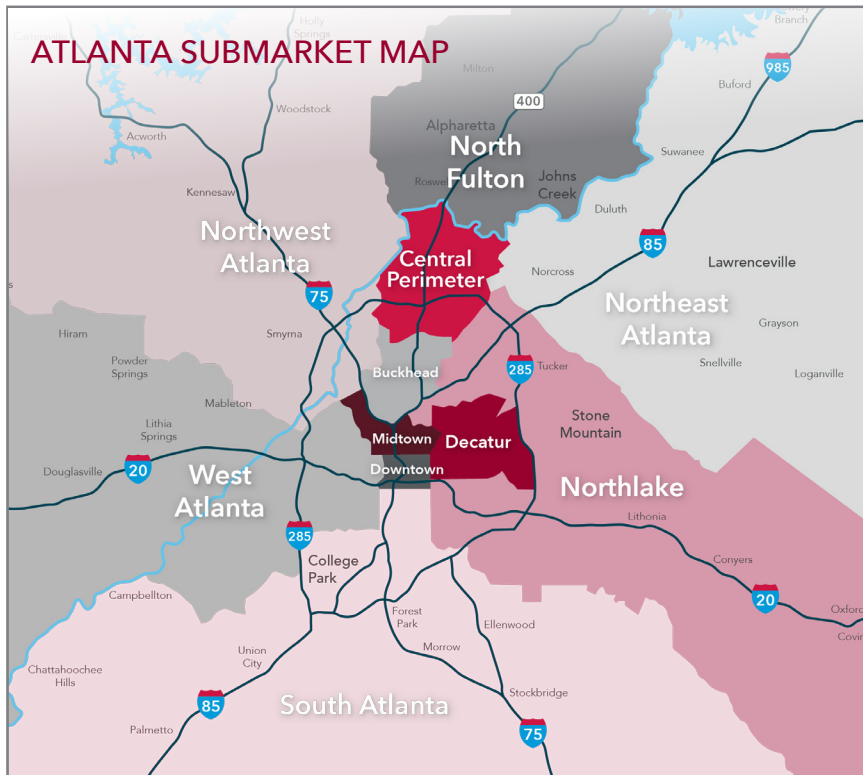 ATLANTA SUBMARKET MAP
Holly
Springs
Branch
Milton
985
Buford
400
Woodstock
Acworth
Alpharetta
North
Fulton
Suwanee
Kennesaw
Johns
Creek
Duluth
Northwest
Atlanta
85
Central
Perimeter
Norcross
Lawrenceville
75
Northeast
Atlanta
Hiram
Smyrna
Grayson
Powder
Springs
Buckhead
285
Tucker
Snellville
Loganville
Mableton
Lithia
Springs
Midtown
Decatur
Stone
Mountain
Douglasville
20
West
Atlanta
Downtown
Northlake
Lithonia
285
College
Park
Conyers
Campbellton
20
Forest
Park
Ellenwood
Union
City
Morrow
Chattahoochee
Hills
Stockbridge
85
South Atlanta
Palmetto
75